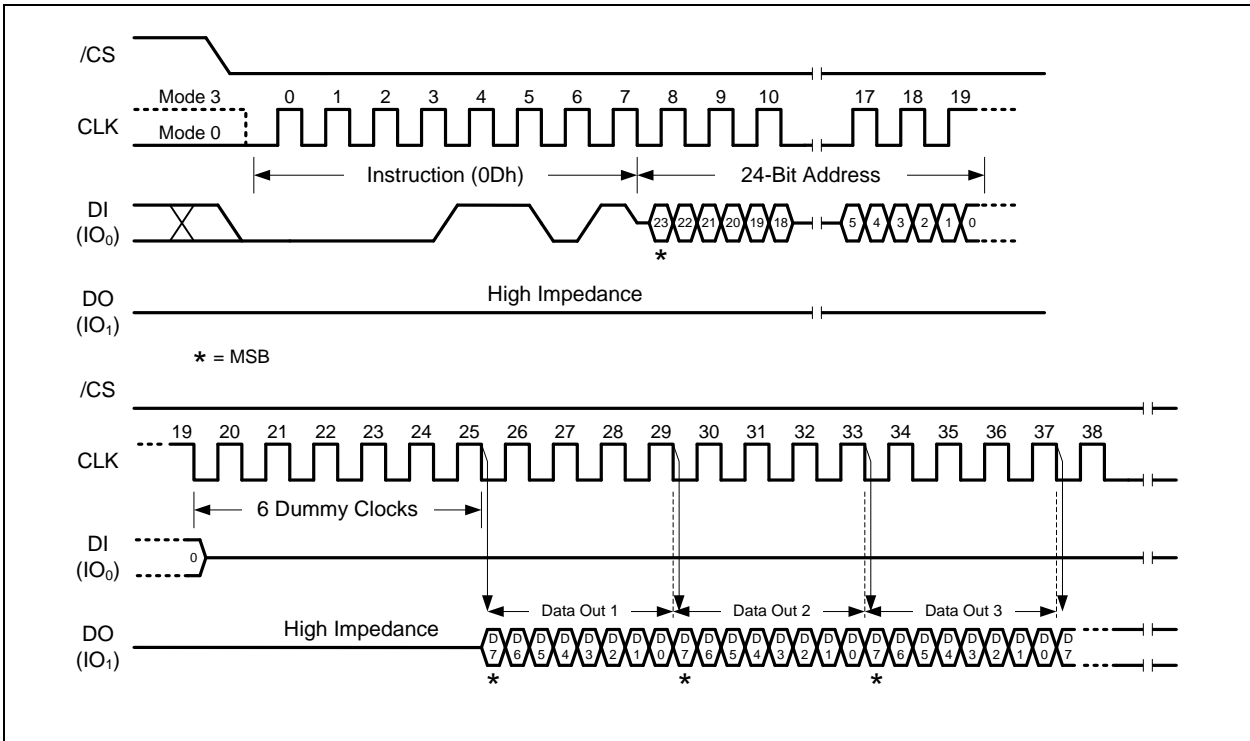 /CS
Mode 3
0 1 2 3 4 5 6 7 8 9 10 17 18 19
CLK
Mode 0
Instruction (0Dh) 24-Bit Address
DI
(IO0)
23 22 21 20 19 18 5 4 3 2 1 0
*
High Impedance
DO
(IO1)
* = MSB
/CS
19 20 21 22 23 24 25 26 27 28 29 30 31 32 33 34 35 36 37 38
CLK
6 Dummy Clocks
DI
(IO0)
0
Data Out 1 Data Out 2 Data Out 3
High Impedance
DO
(IO1)
D7 D6 D5 D4 D3 D2 D1 D0 D7 D6 D5 D4 D3 D2 D1 D0 D7 D6 D5 D4 D3 D2 D1 D0 D7
* * *